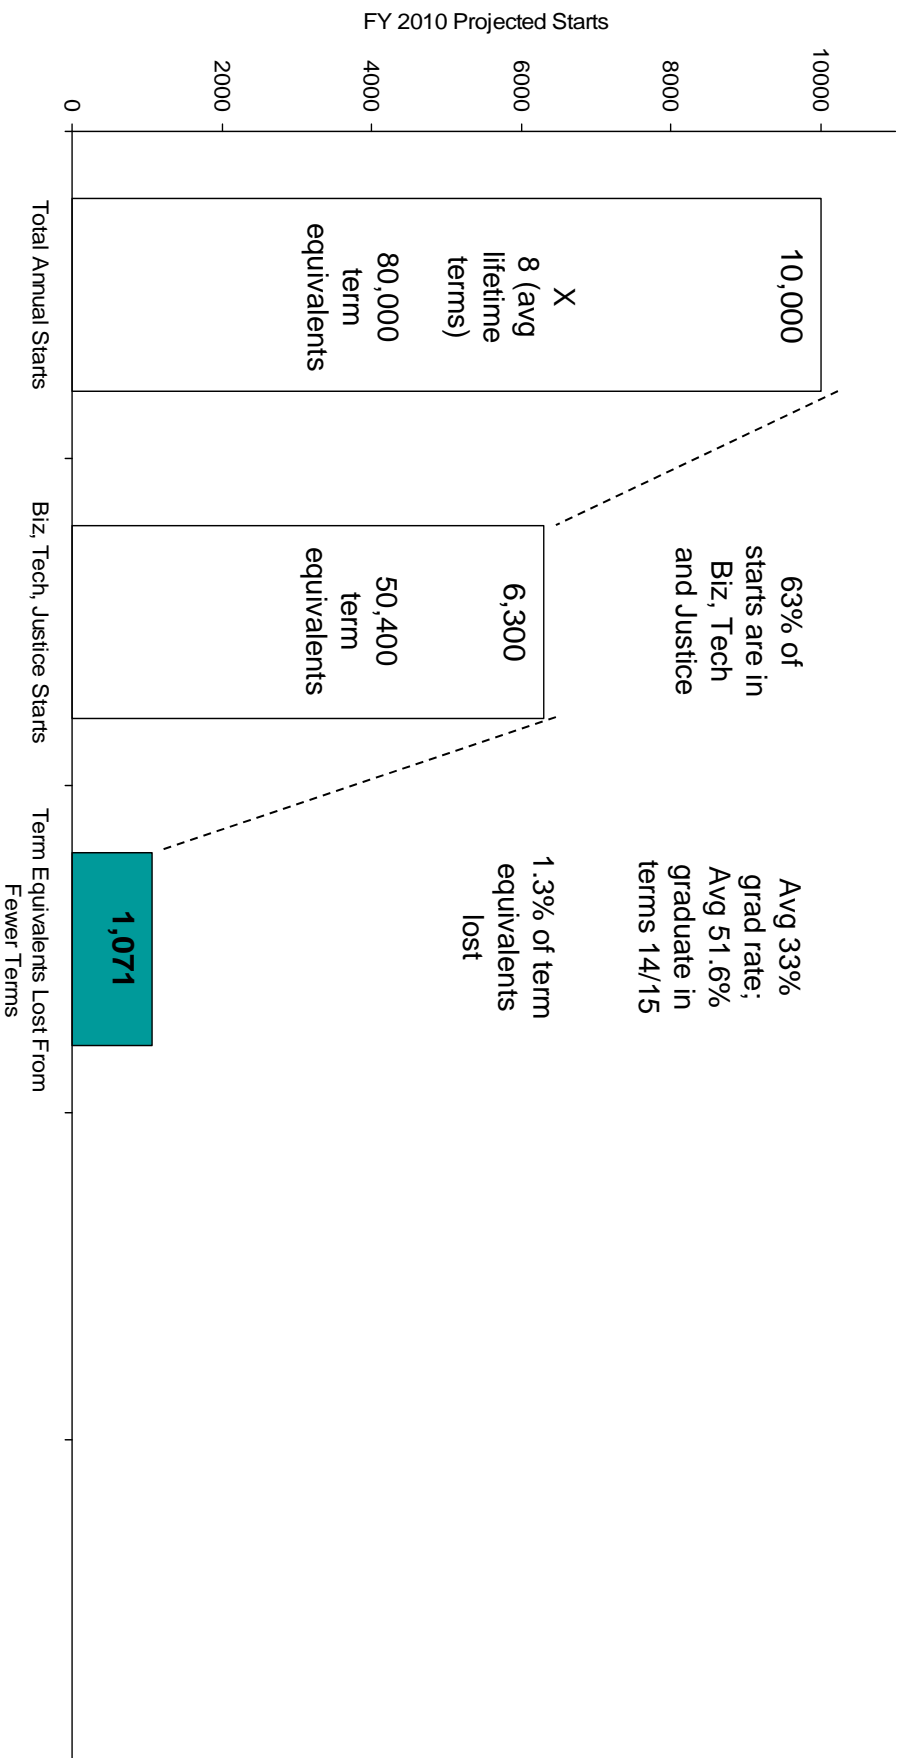 FY 2010 Projected Starts
10000
8000
6000
4000
2000
0
10,000
X
8 (avg
lifetime
terms)
80,000
term
equivalents
63% of
starts are in
Biz, Tech
and Justice
6,300
50,400
term
equivalents
Avg 33%
grad rate;
Avg 51.6%
graduate in
terms 14/15
1.3% of term
equivalents
lost
1,071
Total Annual Starts
Biz, Tech, Justice Starts
Term Equivalents Lost From
Fewer Terms